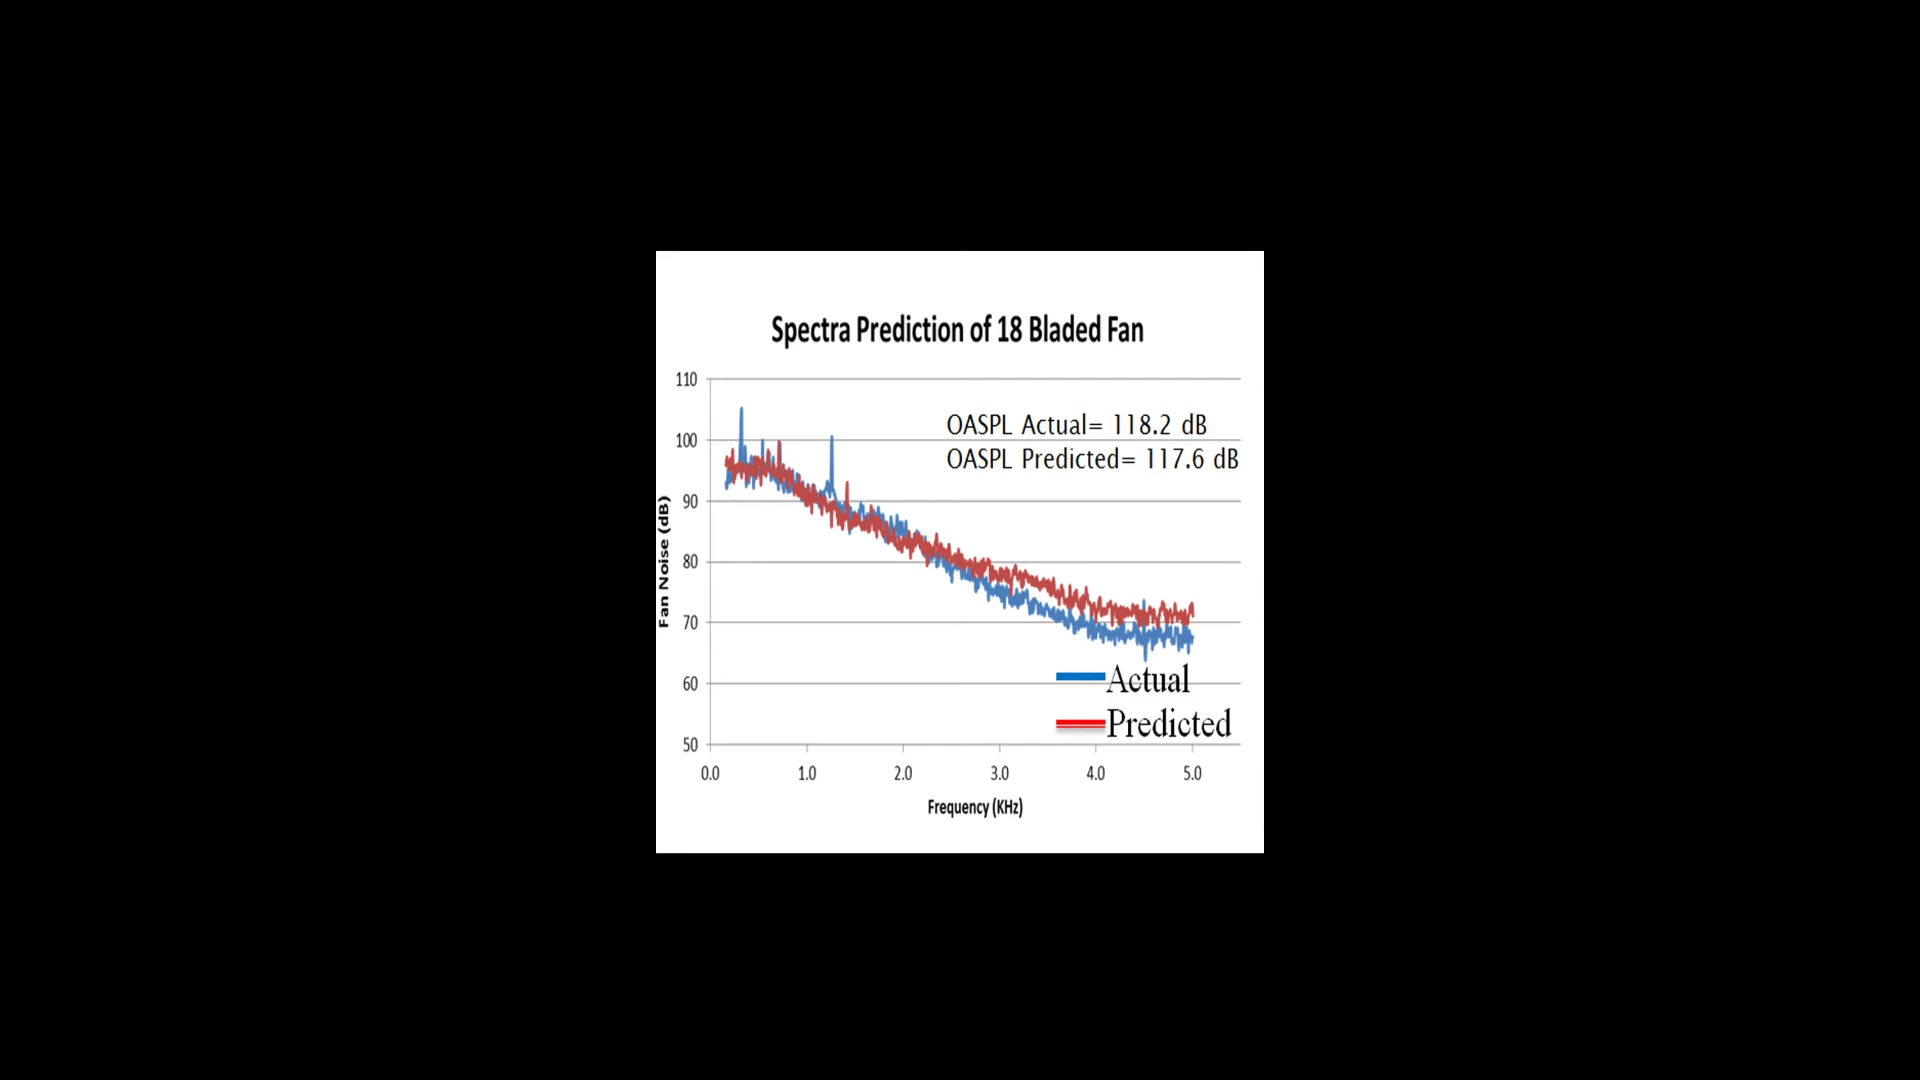 Spectra Prediction of 18 Bladed Fan
110
OASPL Actual= 118.2 dB
100
OASPL Predicted= 117.6 dB
90
80
70
60
50
Fan Noise (dB)
Actual
Predicted
0.0 1.0 2.0 3.0 4.0 5.0
Frequency (KHz)